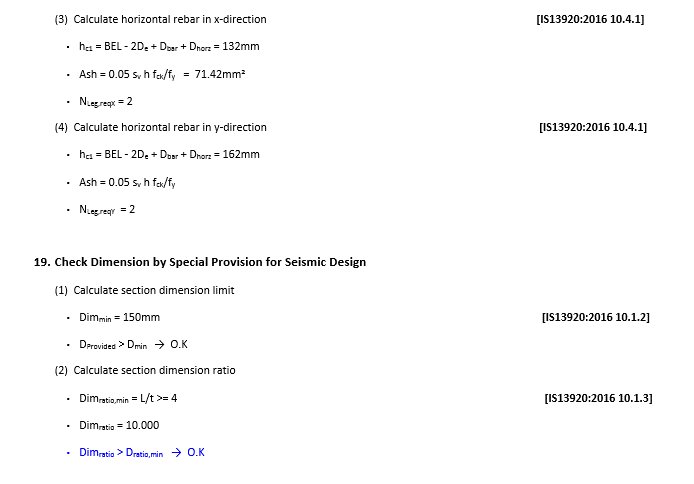 (3) Calculate horizontal rebar in x-direction [IS13920:2016 10.4.1]
· hc1 = BEL - 2De + Dbar + Dhorz = 132mm
· Ash = 0.05 sv h fck/fy = 71.42mm²
· NLeg,reqX = 2
(4) Calculate horizontal rebar in y-direction [IS13920:2016 10.4.1]
· hc1 = BEL - 2De + Dbar + Dhorz = 162mm
· Ash = 0.05 sv h fck/fy
· NLeg,reqY = 2
19. Check Dimension by Special Provision for Seismic Design
(1) Calculate section dimension limit
· Dimmin = 150mm [IS13920:2016 10.1.2]
· DProvided > Dmin → O.K
(2) Calculate section dimension ratio
· Dimratio,min = L/t >= 4 [IS13920:2016 10.1.3]
· Dimratio = 10.000
· Dimratio > Dratio,min → O.K